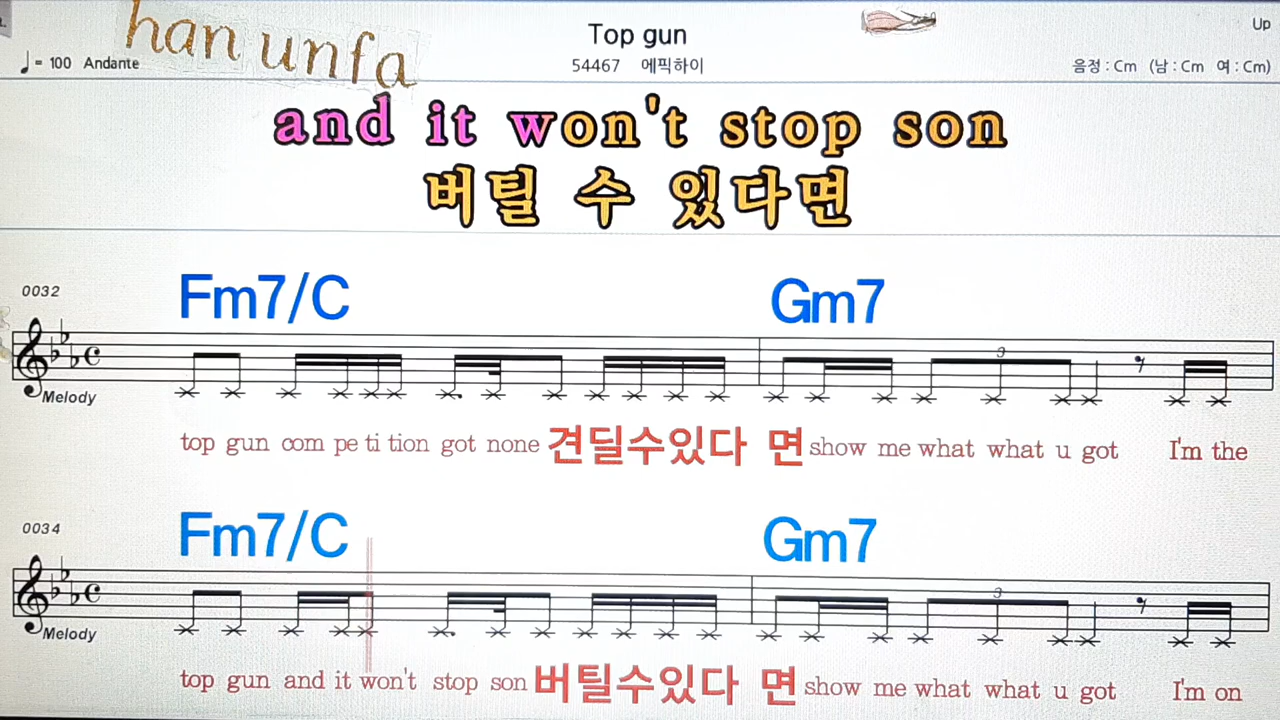 han unfa
Top gun
Up
♩= 100 Andante
54467 에픽하이
음정 : Cm (남 : Cm 여 : Cm)
and it won't stop son
버틸 수 있다면
0032
Fm7/C Gm7
3
Melody
top gun com pe ti tion got none 견딜수있다 면 show me what what u got I'm the
0034
Fm7/C Gm7
3
Melody
top gun and it won't stop son 버틸수있다 면 show me what what u got I'm on